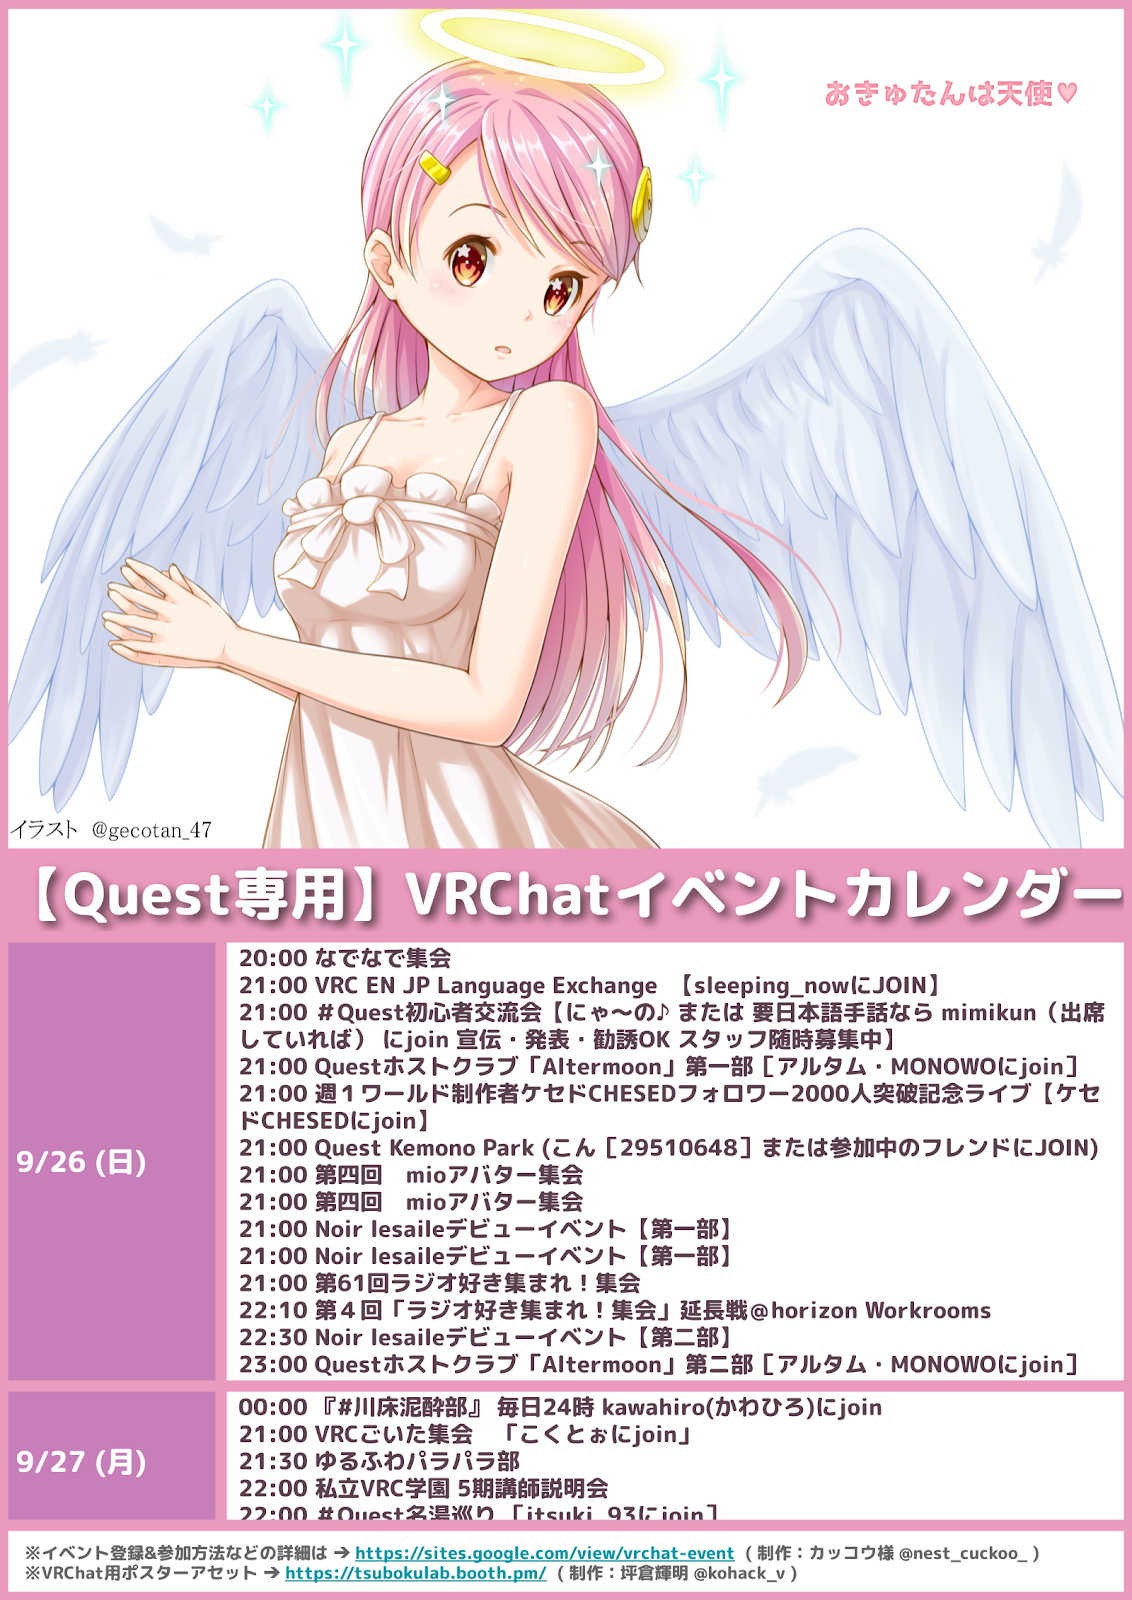 おきゅたんは天使♥
イラスト @gecotan_47
【Quest専用】VRChatイベントカレンダー
9/26 (日)
20:00 なでなで集会
21:00 VRC EN JP Language Exchange 【sleeping_nowにJOIN】
21:00 ＃Quest初心者交流会【にゃ～の♪ または 要日本語手話なら mimikun（出席
していれば） にjoin 宣伝・発表・勧誘OK スタッフ随時募集中】
21:00 Questホストクラブ「Altermoon」第一部［アルタム・MONOWOにjoin］
21:00 週１ワールド制作者ケセドCHESEDフォロワー2000人突破記念ライブ【ケセ
ドCHESEDにjoin】
21:00 Quest Kemono Park (こん［29510648］または参加中のフレンドにJOIN)
21:00 第四回　mioアバター集会
21:00 第四回　mioアバター集会
21:00 Noir lesaileデビューイベント【第一部】
21:00 Noir lesaileデビューイベント【第一部】
21:00 第61回ラジオ好き集まれ！集会
22:10 第４回「ラジオ好き集まれ！集会」延長戦@horizon Workrooms
22:30 Noir lesaileデビューイベント【第二部】
23:00 Questホストクラブ「Altermoon」第二部［アルタム・MONOWOにjoin］
9/27 (月)
00:00 『#川床泥酔部』 毎日24時 kawahiro(かわひろ)にjoin
21:00 VRCごいた集会　「こくとぉにjoin」
21:30 ゆるふわパラパラ部
22:00 私立VRC学園 5期講師説明会
22:00 ＃Quest名湯巡り ［itsuki_93にjoin］
※イベント登録&参加方法などの詳細は ➔ https://sites.google.com/view/vrchat-event ( 制作：カッコウ様 @nest_cuckoo_ )
※VRChat用ポスターアセット ➔ https://tsubokulab.booth.pm/ ( 制作：坪倉輝明 @kohack_v )